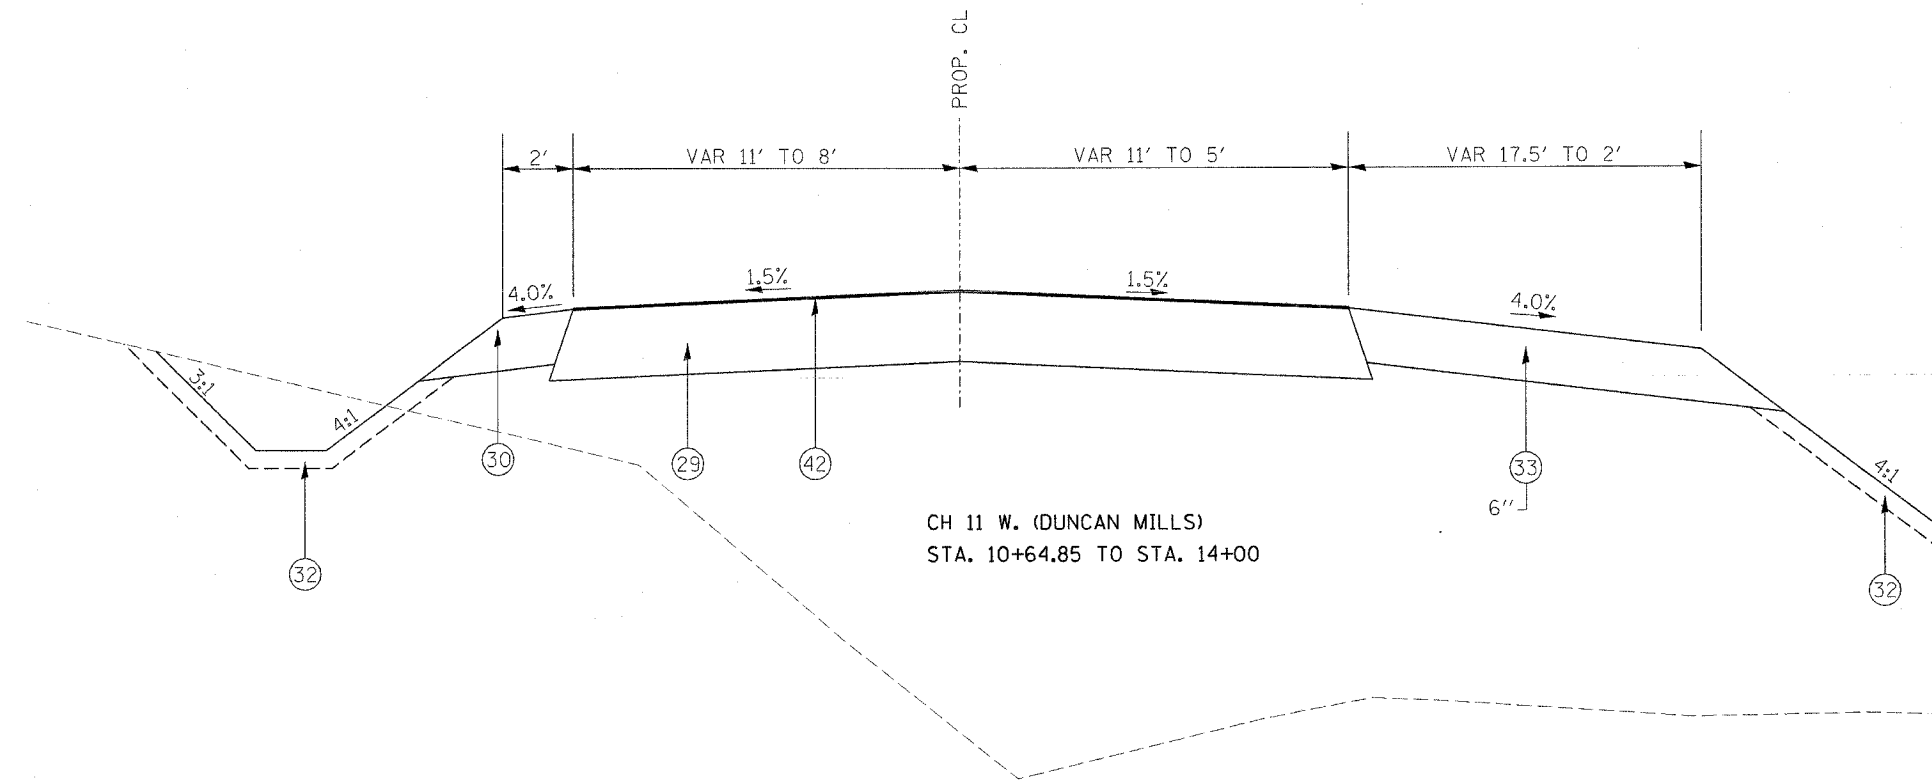 PROP. CL
2'
VAR 11' TO 8'
VAR 11' TO 5'
VAR 17.5' TO 2'
4.0%
1.5%
1.5%
4.0%
3:1
4:1
30
29
42
33
6"
4:1
32
32
CH 11 W. (DUNCAN MILLS)
STA. 10+64.85 TO STA. 14+00